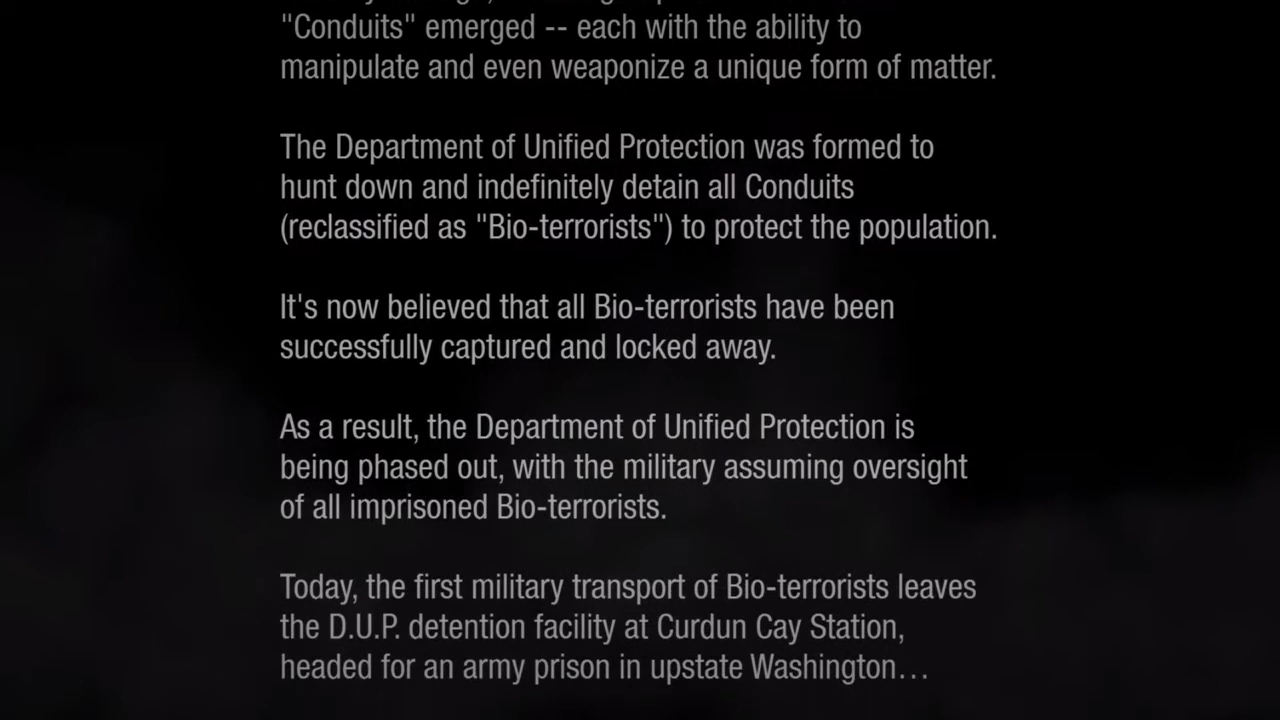 "Conduits" emerged -- each with the ability to
manipulate and even weaponize a unique form of matter.
The Department of Unified Protection was formed to
hunt down and indefinitely detain all Conduits
(reclassified as "Bio-terrorists") to protect the population.
It's now believed that all Bio-terrorists have been
successfully captured and locked away.
As a result, the Department of Unified Protection is
being phased out, with the military assuming oversight
of all imprisoned Bio-terrorists.
Today, the first military transport of Bio-terrorists leaves
the D.U.P. detention facility at Curdun Cay Station,
headed for an army prison in upstate Washington…